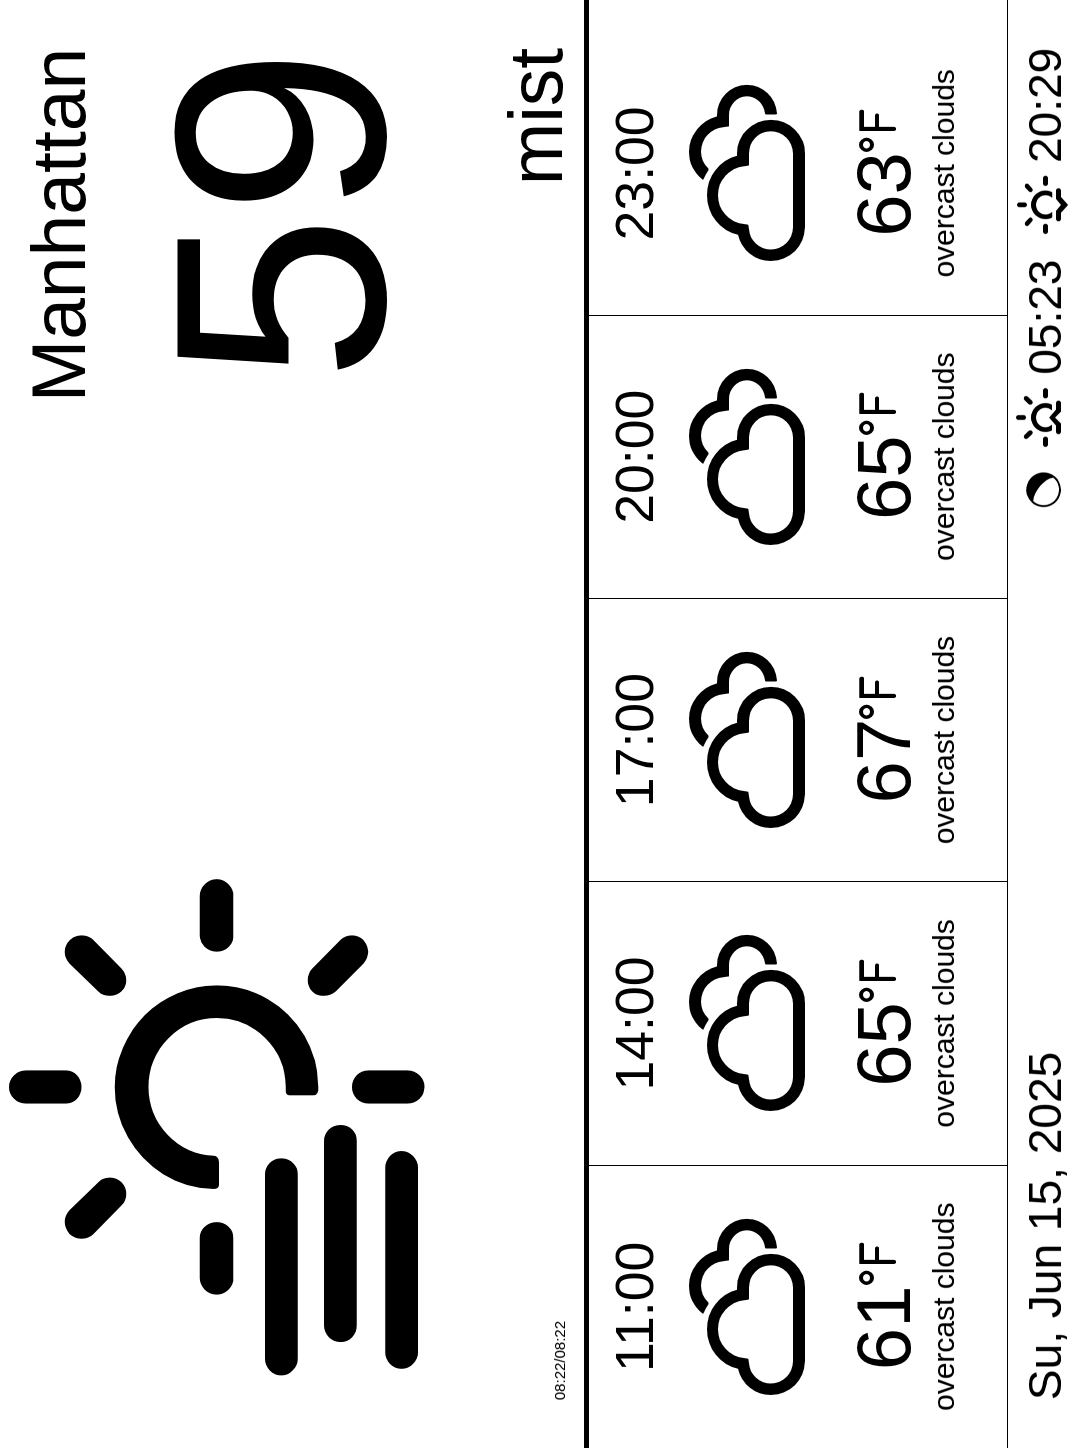 Manhattan
59
mist
08:22/08:22
11:00
61°F
overcast clouds
14:00
65°F
overcast clouds
17:00
67°F
overcast clouds
20:00
65°F
overcast clouds
23:00
63°F
overcast clouds
Su, Jun 15, 2025
05:23 20:29